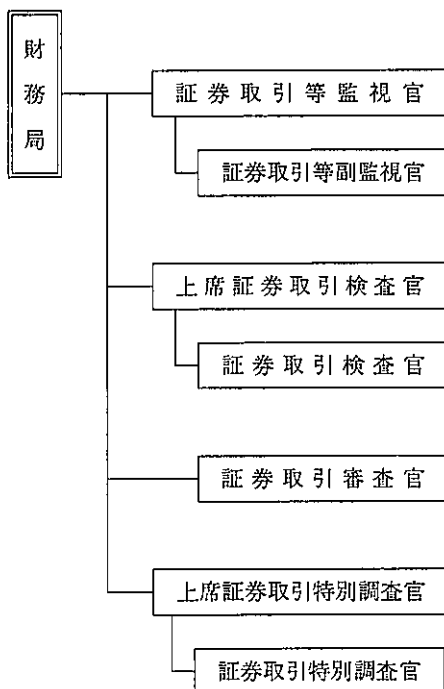 財務局
証券取引等監視官
証券取引等副監視官
上席証券取引検査官
証券取引検査官
証券取引審査官
上席証券取引特別調査官
証券取引特別調査官